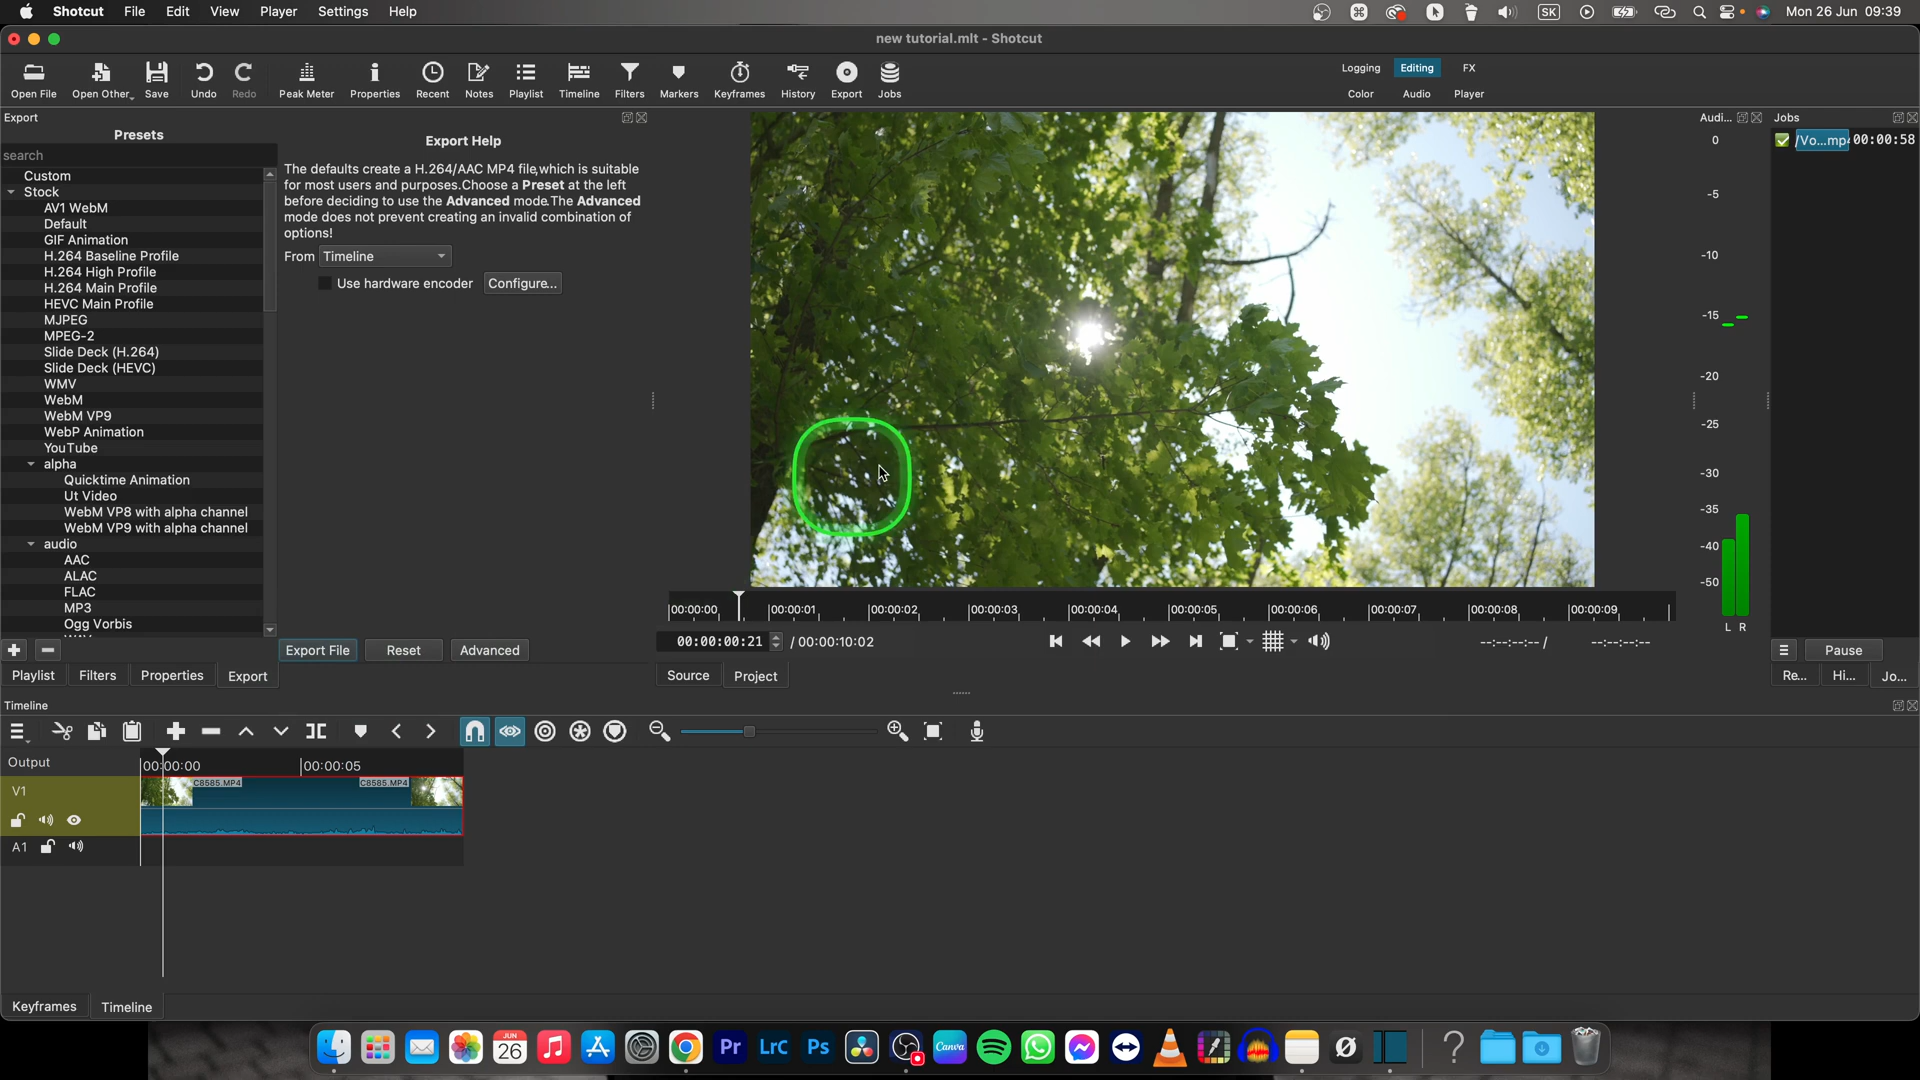 Shotcut File Edit View Player Settings Help SK Mon 26 Jun 09:39
new tutorial.mlt - Shotcut
Open File Open Other... Save Undo Redo Peak Meter Properties Recent Notes Playlist Timeline Filters Markers Keyframes History Export Jobs
Logging Editing FX
Color Audio Player
Export
Presets
search
Custom
Stock
AV1 WebM
Default
GIF Animation
H.264 Baseline Profile
H.264 High Profile
H.264 Main Profile
HEVC Main Profile
MJPEG
MPEG-2
Slide Deck (H.264)
Slide Deck (HEVC)
WMV
WebM
WebM VP9
WebP Animation
YouTube
alpha
Quicktime Animation
Ut Video
WebM VP8 with alpha channel
WebM VP9 with alpha channel
audio
AAC
ALAC
FLAC
MP3
Ogg Vorbis
Export Help
The defaults create a H.264/AAC MP4 file,which is suitable
for most users and purposes.Choose a Preset at the left
before deciding to use the Advanced mode.The Advanced
mode does not prevent creating an invalid combination of
options!
From Timeline
Use hardware encoder Configure...
Export File Reset Advanced
Playlist Filters Properties Export
00:00:00 00:00:01 00:00:02 00:00:03 00:00:04 00:00:05 00:00:06 00:00:07 00:00:08 00:00:09
00:00:00:21 / 00:00:10:02 --:--:--:-- / --:--:--:--
Source Project
Audi...
0
-5
-10
-15
-20
-25
-30
-35
-40
-50
L R
Jobs
/Vo...mp4 00:00:58
Pause
Re... Hi... Jo...
Timeline
Output 00:00:00 00:00:05
V1 C8585.MP4 C8585.MP4
A1
Keyframes Timeline
JUN
26
Pr LrC Ps Canva